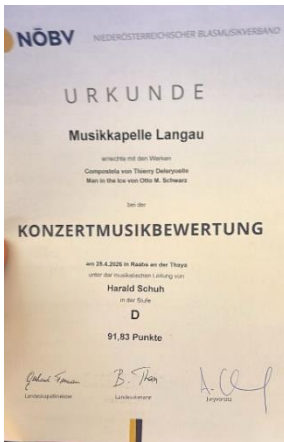 NÖBV NIEDERÖSTERREICHISCHER BLASMUSIKVERBAND
URKUNDE
Musikkapelle Langau
erreichte mit den Werken
Compostela von Thierry Deleruyelle
Man in the Ice von Otto M. Schwarz
bei der
KONZERTMUSIKBEWERTUNG
am 25.4.2026 in Raabs an der Thaya
unter der musikalischen Leitung von
Harald Schuh
in der Stufe
D
91,83 Punkte
Landeskapellmeister